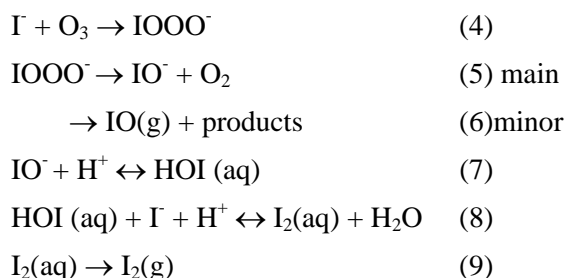 I⁻ + O₃ → IOOO⁻ (4)
IOOO⁻ → IO⁻ + O₂ (5) main
→ IO(g) + products (6)minor
IO⁻ + H⁺ ↔ HOI (aq) (7)
HOI (aq) + I⁻ + H⁺ ↔ I₂(aq) + H₂O (8)
I₂(aq) → I₂(g) (9)